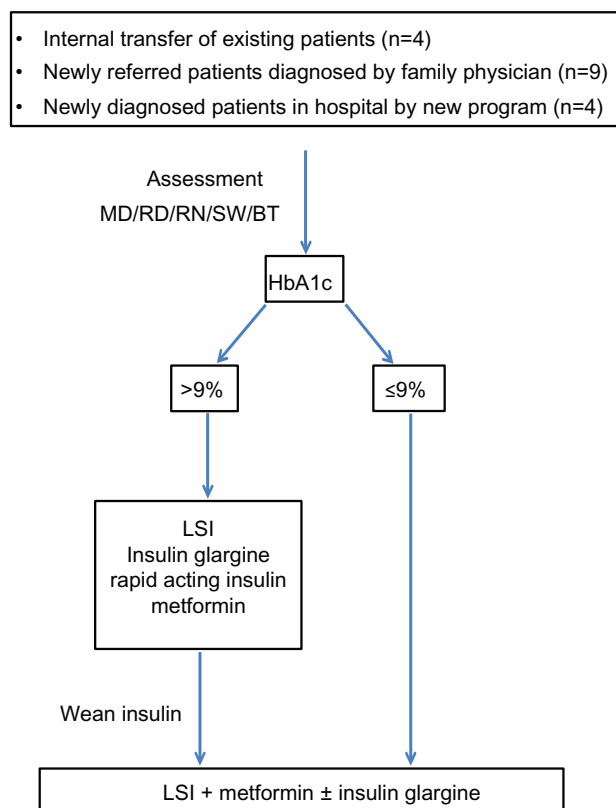 • Internal transfer of existing patients (n=4)
• Newly referred patients diagnosed by family physician (n=9)
• Newly diagnosed patients in hospital by new program (n=4)
Assessment
MD/RD/RN/SW/BT
HbA1c
>9%
≤9%
LSI
Insulin glargine
rapid acting insulin
metformin
Wean insulin
LSI + metformin ± insulin glargine